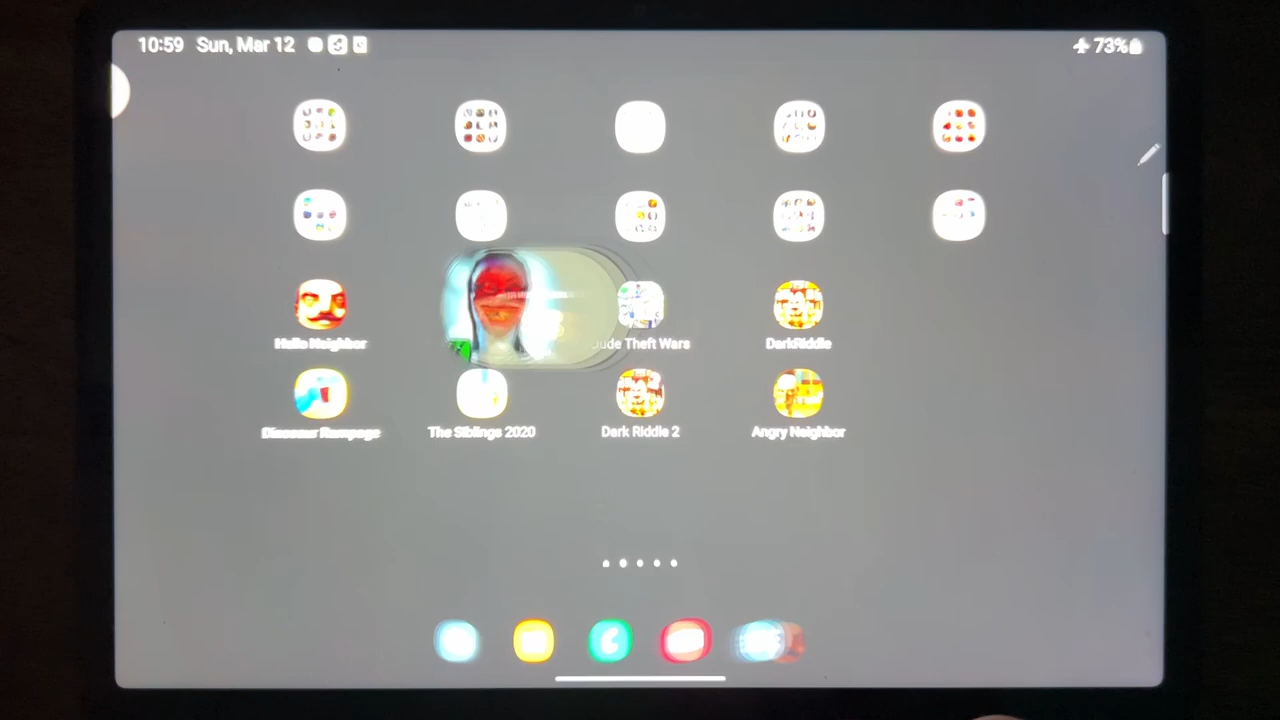 10:59 Sun, Mar 12 73%
Hello Neighbor
Dude Theft Wars
DarkRiddle
Dinosaur Rampage
The Siblings 2020
Dark Riddle 2
Angry Neighbor